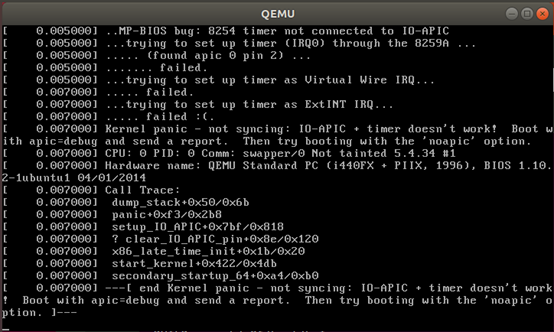 QEMU
[    0.005000] ..MP-BIOS bug: 8254 timer not connected to IO-APIC
[    0.005000] ...trying to set up timer (IRQ0) through the 8259A ...
[    0.005000] ..... (found apic 0 pin 2) ...
[    0.005000] ....... failed.
[    0.005000] ...trying to set up timer as Virtual Wire IRQ...
[    0.007000] ..... failed.
[    0.007000] ...trying to set up timer as ExtINT IRQ...
[    0.007000] ..... failed :(.
[    0.007000] Kernel panic - not syncing: IO-APIC + timer doesn't work!  Boot w
ith apic=debug and send a report.  Then try booting with the 'noapic' option.
[    0.007000] CPU: 0 PID: 0 Comm: swapper/0 Not tainted 5.4.34 #1
[    0.007000] Hardware name: QEMU Standard PC (i440FX + PIIX, 1996), BIOS 1.10.
2-1ubuntu1 04/01/2014
[    0.007000] Call Trace:
[    0.007000]  dump_stack+0x50/0x6b
[    0.007000]  panic+0xf3/0x2b8
[    0.007000]  setup_IO_APIC+0x7bf/0x818
[    0.007000]  ? clear_IO_APIC_pin+0x8e/0x120
[    0.007000]  x86_late_time_init+0x1b/0x20
[    0.007000]  start_kernel+0x422/0x4db
[    0.007000]  secondary_startup_64+0xa4/0xb0
[    0.007000] ---[ end Kernel panic - not syncing: IO-APIC + timer doesn't work
!  Boot with apic=debug and send a report.  Then try booting with the 'noapic' o
ption. ]---